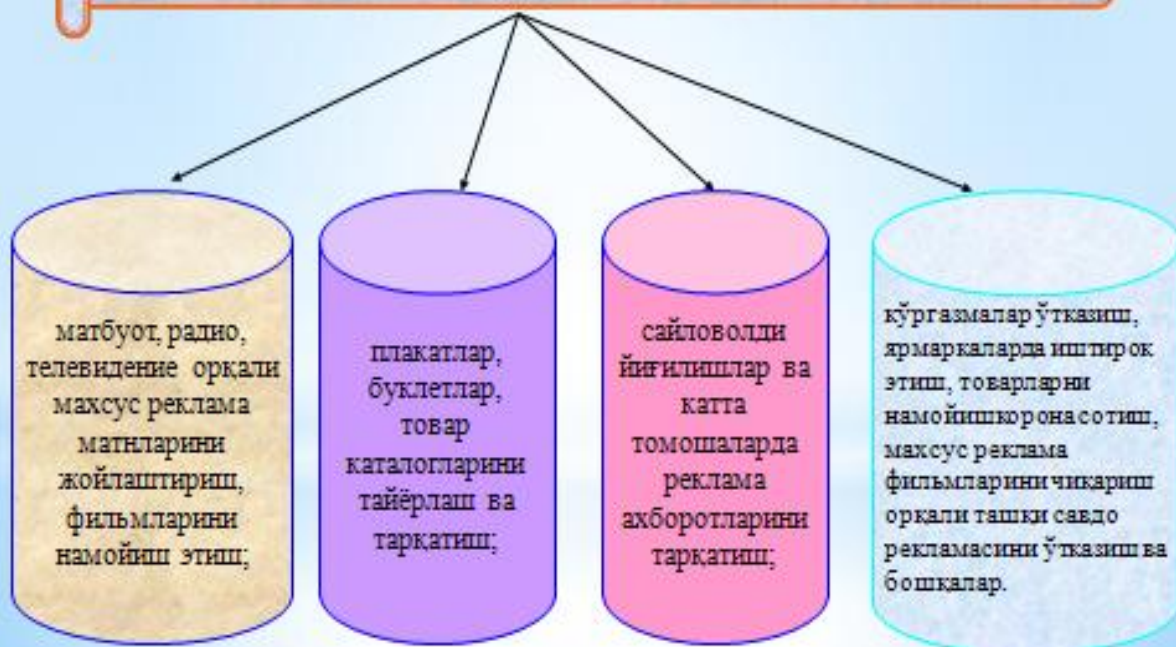 матбуот, радио,
телевидение орқали
махсус реклама
матнларини
жойлаштириш,
фильмларини
намойиш этиш;
плакатлар,
буклетлар,
товар
каталогларини
тайёрлаш ва
тарқатиш;
сайловолди
йиғилишлар ва
катта
томошаларда
реклама
ахборотларини
тарқатиш;
кўргазмалар ўтказиш,
ярмаркаларда иштирок
этиш, товарларни
намойишкорона сотиш,
махсус реклама
фильмларини чиқариш
орқали ташқи савдо
рекламасини ўтказиш ва
бошқалар.